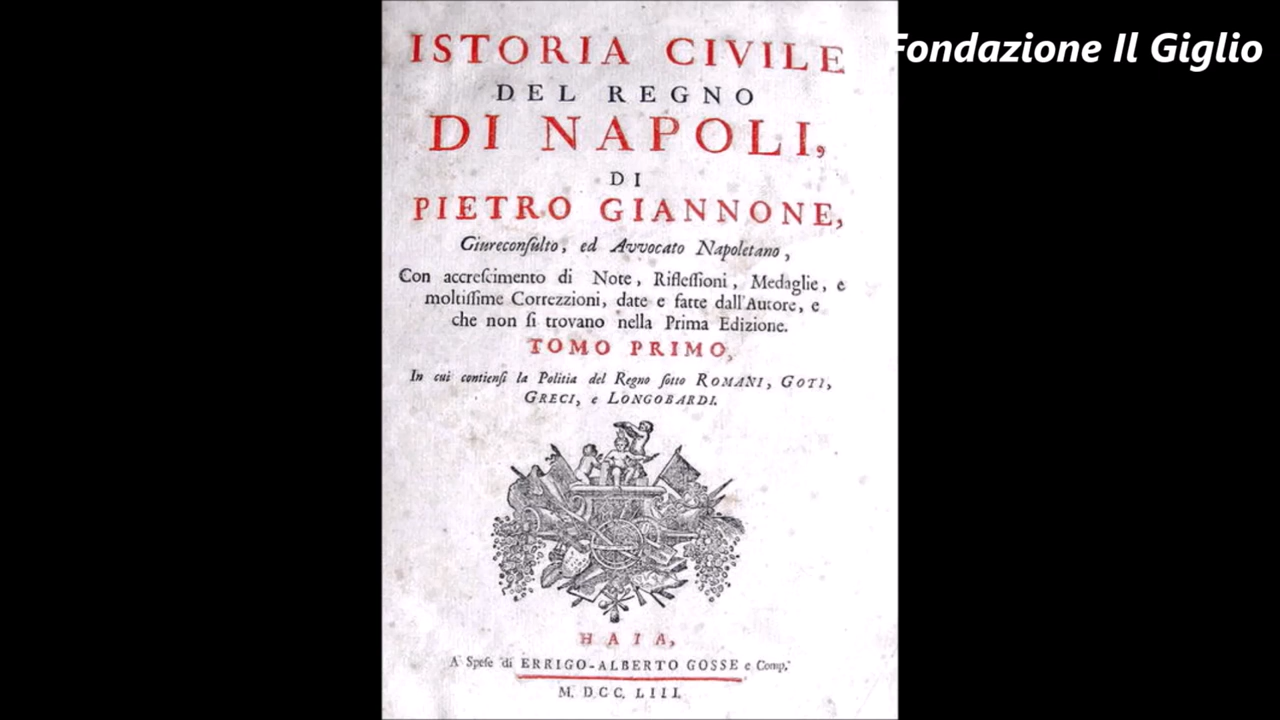 ISTORIA CIVILE
DEL REGNO
DI NAPOLI,
DI
PIETRO GIANNONE,
Giureconſulto, ed Avvocato Napoletano,
Con accreſcimento di Note, Rifleſſioni, Medaglie, e
moltiſſime Correzzioni, date e fatte dall'Autore, e
che non ſi trovano nella Prima Edizione.
TOMO PRIMO,
In cui contienſi la Politia del Regno ſotto ROMANI, GOTI,
GRECI, e LONGOBARDI.
HAIA,
A Speſe di ERRIGO-ALBERTO GOSSE e Comp.
M. DCC. LIII.
Fondazione Il Giglio